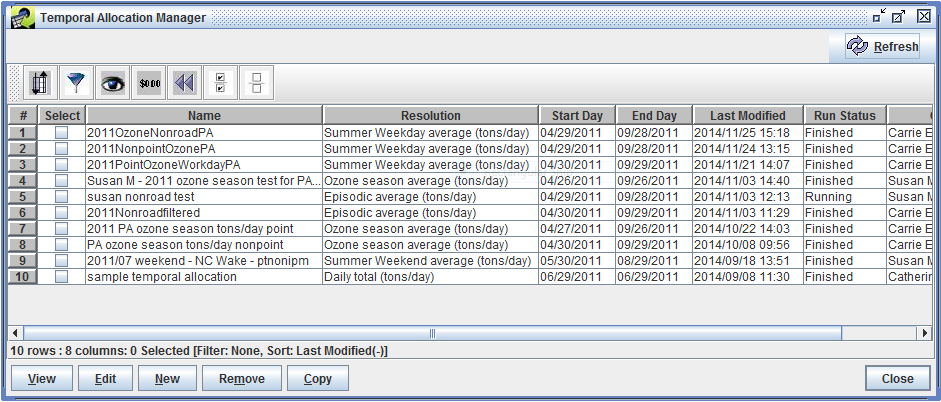 Temporal Allocation Manager
Refresh
$0.00
# Select Name Resolution Start Day End Day Last Modified Run Status
1 2011OzoneNonroadPA Summer Weekday average (tons/day) 04/29/2011 09/28/2011 2014/11/25 15:18 Finished Carrie E
2 2011NonpointOzonePA Summer Weekday average (tons/day) 04/29/2011 09/28/2011 2014/11/24 13:15 Finished Carrie E
3 2011PointOzoneWorkdayPA Summer Weekday average (tons/day) 04/30/2011 09/29/2011 2014/11/21 14:07 Finished Carrie E
4 Susan M - 2011 ozone season test for PA... Ozone season average (tons/day) 04/26/2011 09/26/2011 2014/11/03 14:40 Finished Susan M
5 susan nonroad test Episodic average (tons/day) 04/29/2011 09/28/2011 2014/11/03 12:13 Running Susan M
6 2011Nonroadfiltered Episodic average (tons/day) 04/30/2011 09/29/2011 2014/11/03 11:29 Finished Carrie E
7 2011 PA ozone season tons/day point Ozone season average (tons/day) 04/27/2011 09/26/2011 2014/10/22 14:03 Finished Carrie E
8 PA ozone season tons/day nonpoint Ozone season average (tons/day) 04/30/2011 09/29/2011 2014/10/08 09:56 Finished Carrie E
9 2011/07 weekend - NC Wake - ptnonipm Summer Weekend average (tons/day) 05/30/2011 08/29/2011 2014/09/18 13:51 Finished Susan M
10 sample temporal allocation Daily total (tons/day) 06/29/2011 06/29/2011 2014/09/08 11:30 Finished Catherin
10 rows : 8 columns: 0 Selected [Filter: None, Sort: Last Modified(-)]
View Edit New Remove Copy Close